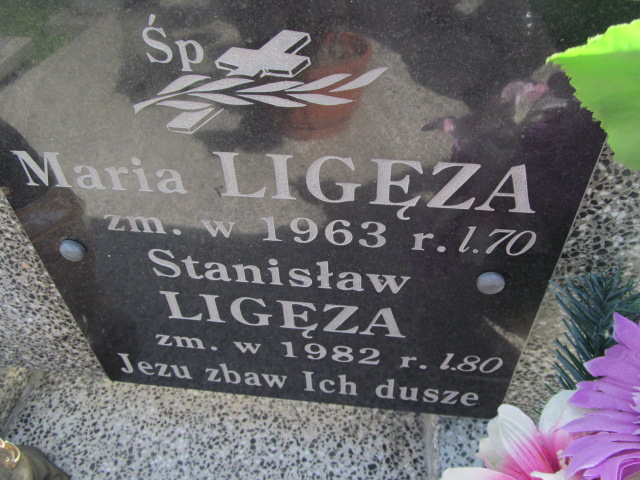 Śp
Maria LIGĘZA
zm. w 1963 r. l.70
Stanisław
LIGĘZA
zm. w 1982 r. l.80
Jezu zbaw Ich dusze